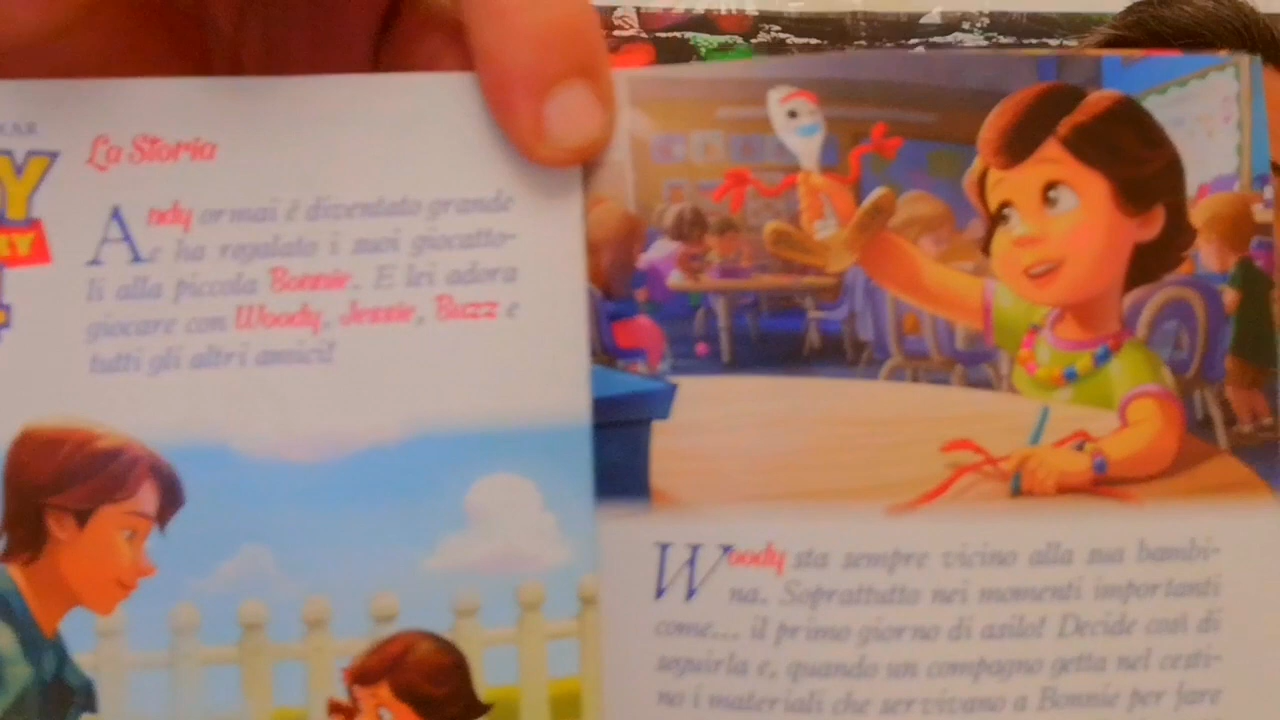 Y
RY
4
La Storia
Andy ormai è diventato grande
e ha regalato i suoi giocatto-
li alla piccola Bonnie. E lei adora
giocare con Woody, Jessie, Buzz e
tutti gli altri amici!
Woody sta sempre vicino alla sua bambi-
na. Soprattutto nei momenti importanti
come... il primo giorno di asilo! Decide così di
seguirla e, quando un compagno getta nel cesti-
no i materiali che servivano a Bonnie per fare